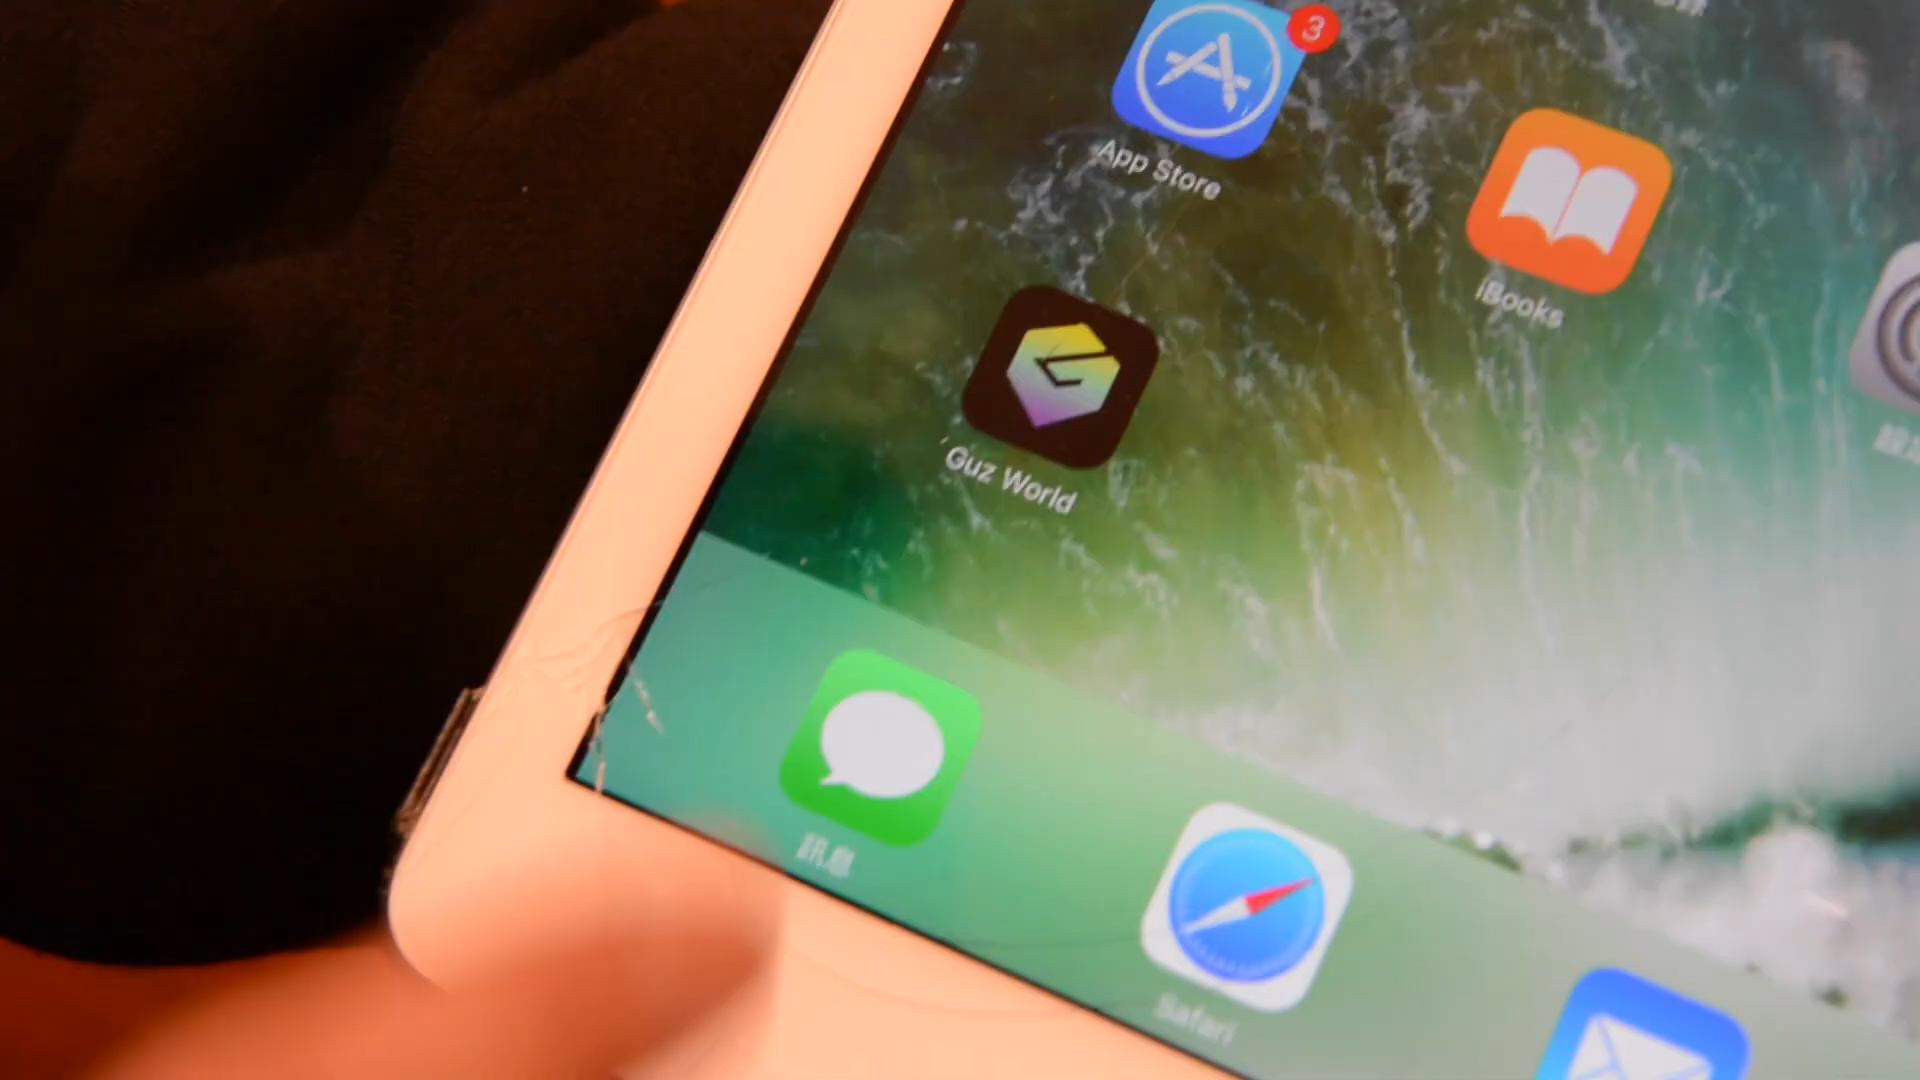 3
App Store
iBooks
Guz World
訊息
Safari